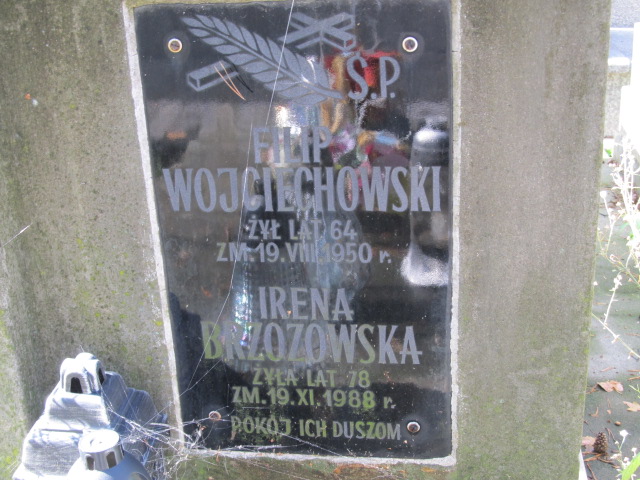 Ś.P.
FILIP
WOJCIECHOWSKI
ŻYŁ LAT 64
ZM. 19. VIII. 1950 r.
IRENA
BRZOZOWSKA
ŻYŁA LAT 78
ZM. 19. XI. 1988 r.
POKÓJ ICH DUSZOM